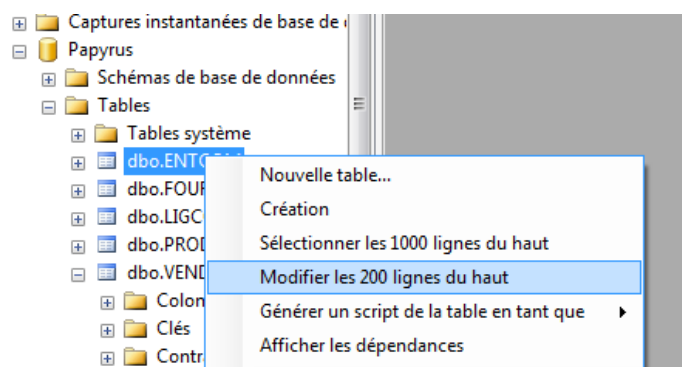 Captures instantanées de base de
Papyrus
Schémas de base de données
Tables
Tables système
dbo.ENTCOM
dbo.FOUR
Nouvelle table...
dbo.LIGC
Création
dbo.PROD
Sélectionner les 1000 lignes du haut
dbo.VEND
Modifier les 200 lignes du haut
Colon
Générer un script de la table en tant que
Clés
Afficher les dépendances
Contr